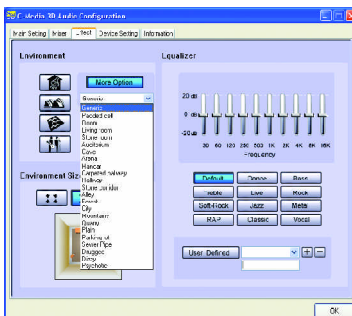 C-Media 3D Audio Configuration
Main Setting Mixer Effect Device Setting Information
Environment
More Option
Generic
Generic
Padded cell
Room
Living room
Stone room
Auditorium
Cave
Arena
Hangar
Carpeted hallway
Hallway
Stone corridor
Alley
Forest
City
Mountains
Quarry
Plain
Parking lot
Sewer Pipe
Drugged
Dizzy
Psychotic
Environment Siz
Equalizer
20 dB
0 dB
-20 dB
30 60 120 250 500 1K 2K 4K 8K 16K
Frequency
Default Dance Bass
Treble Live Rock
Soft-Rock Jazz Metal
RAP Classic Vocal
User Defined
OK